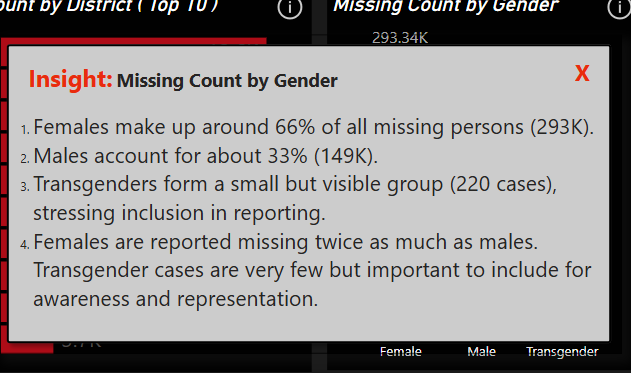 ount by District ( Top 10 )
Missing Count by Gender
293.34K
Insight: Missing Count by Gender
X
1. Females make up around 66% of all missing persons (293K).
2. Males account for about 33% (149K).
3. Transgenders form a small but visible group (220 cases),
stressing inclusion in reporting.
4. Females are reported missing twice as much as males.
Transgender cases are very few but important to include for
awareness and representation.
Female Male Transgender